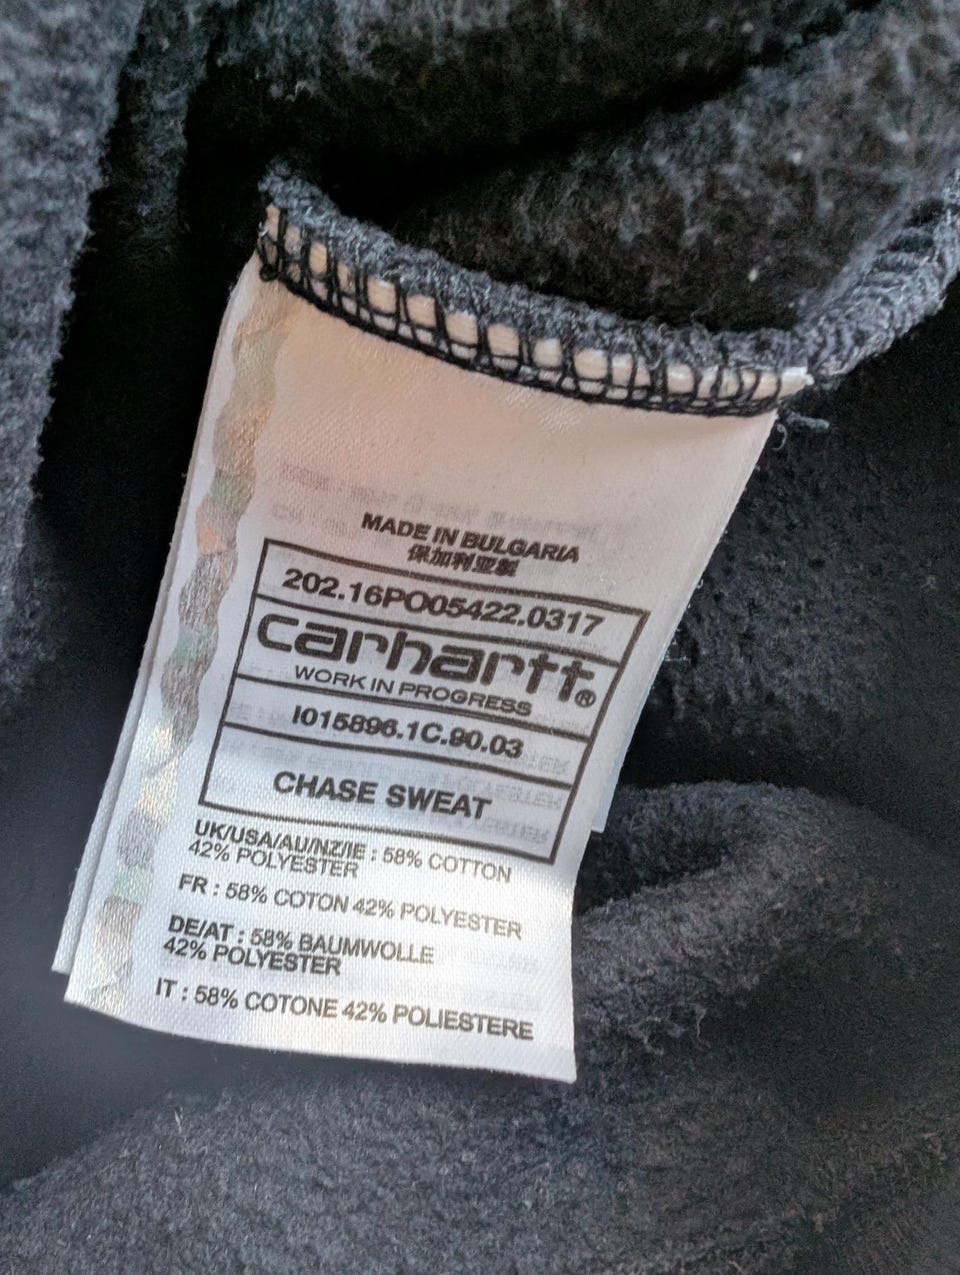 MADE IN BULGARIA
保加利亚製
202.16PO05422.0317
carhartt®
WORK IN PROGRESS
I015896.1C.90.03
CHASE SWEAT
UK/USA/AU/NZ/IE : 58% COTTON
42% POLYESTER
FR : 58% COTON 42% POLYESTER
DE/AT : 58% BAUMWOLLE
42% POLYESTER
IT : 58% COTONE 42% POLIESTERE